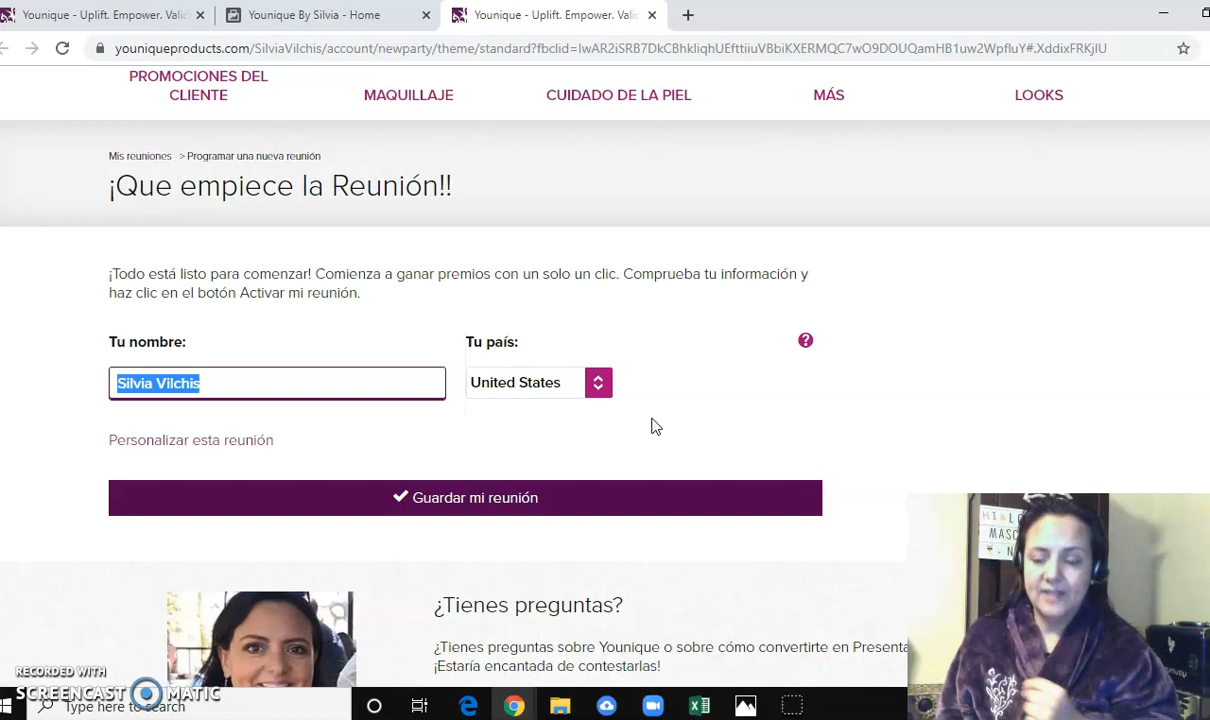 Younique - Uplift. Empower. Valid
Younique By Silvia - Home
Younique - Uplift. Empower. Valid
youniqueproducts.com/SilviaVilchis/account/newparty/theme/standard?fbclid=IwAR2iSRB7DkCBhkliqhUEfttiiuVBbiKXERMQC7wO9DOUQamHB1uw2WpfluY#.XddixFRKjIU
PROMOCIONES DEL CLIENTE
MAQUILLAJE
CUIDADO DE LA PIEL
MÁS
LOOKS
Mis reuniones > Programar una nueva reunión
¡Que empiece la Reunión!!
¡Todo está listo para comenzar! Comienza a ganar premios con un solo un clic. Comprueba tu información y
haz clic en el botón Activar mi reunión.
Tu nombre:
Tu país:
?
Silvia Vilchis
United States
Personalizar esta reunión
Guardar mi reunión
¿Tienes preguntas?
¿Tienes preguntas sobre Younique o sobre cómo convertirte en Presenta
¡Estaría encantada de contestarlas!
RECORDED WITH
SCREENCAST MATIC
Type here to search